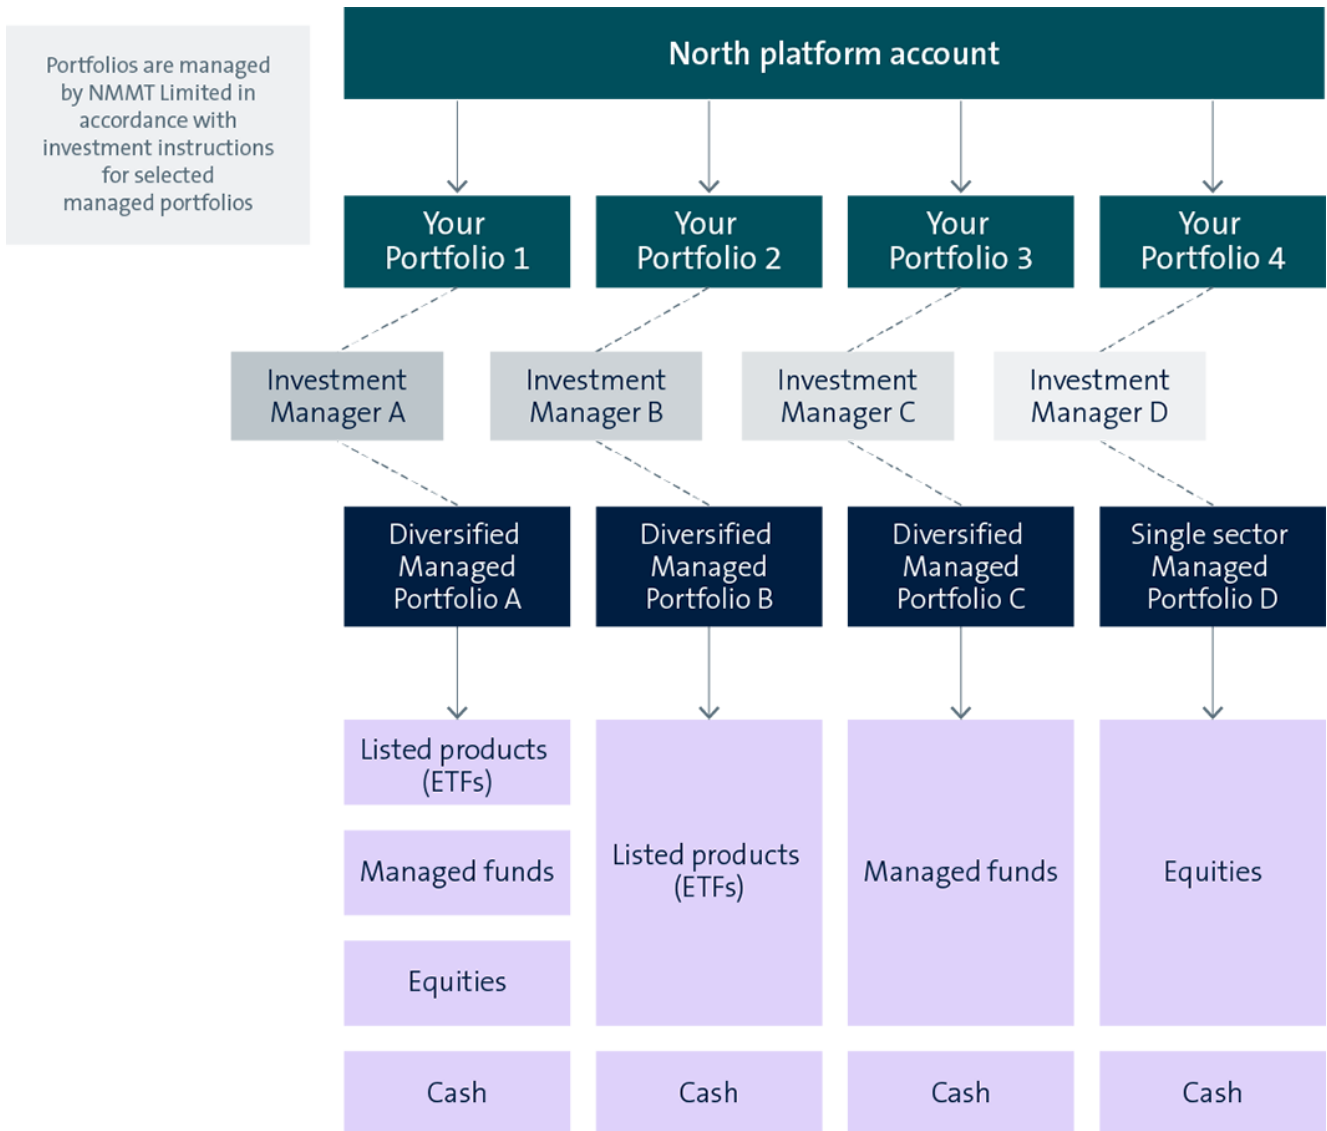 Portfolios are managed
by NMMT Limited in
accordance with
investment instructions
for selected
managed portfolios
North platform account
Your
Portfolio 1
Your
Portfolio 2
Your
Portfolio 3
Your
Portfolio 4
Investment
Manager A
Investment
Manager B
Investment
Manager C
Investment
Manager D
Diversified
Managed
Portfolio A
Diversified
Managed
Portfolio B
Diversified
Managed
Portfolio C
Single sector
Managed
Portfolio D
Listed products
(ETFs)
Managed funds
Equities
Cash
Listed products
(ETFs)
Cash
Managed funds
Cash
Equities
Cash